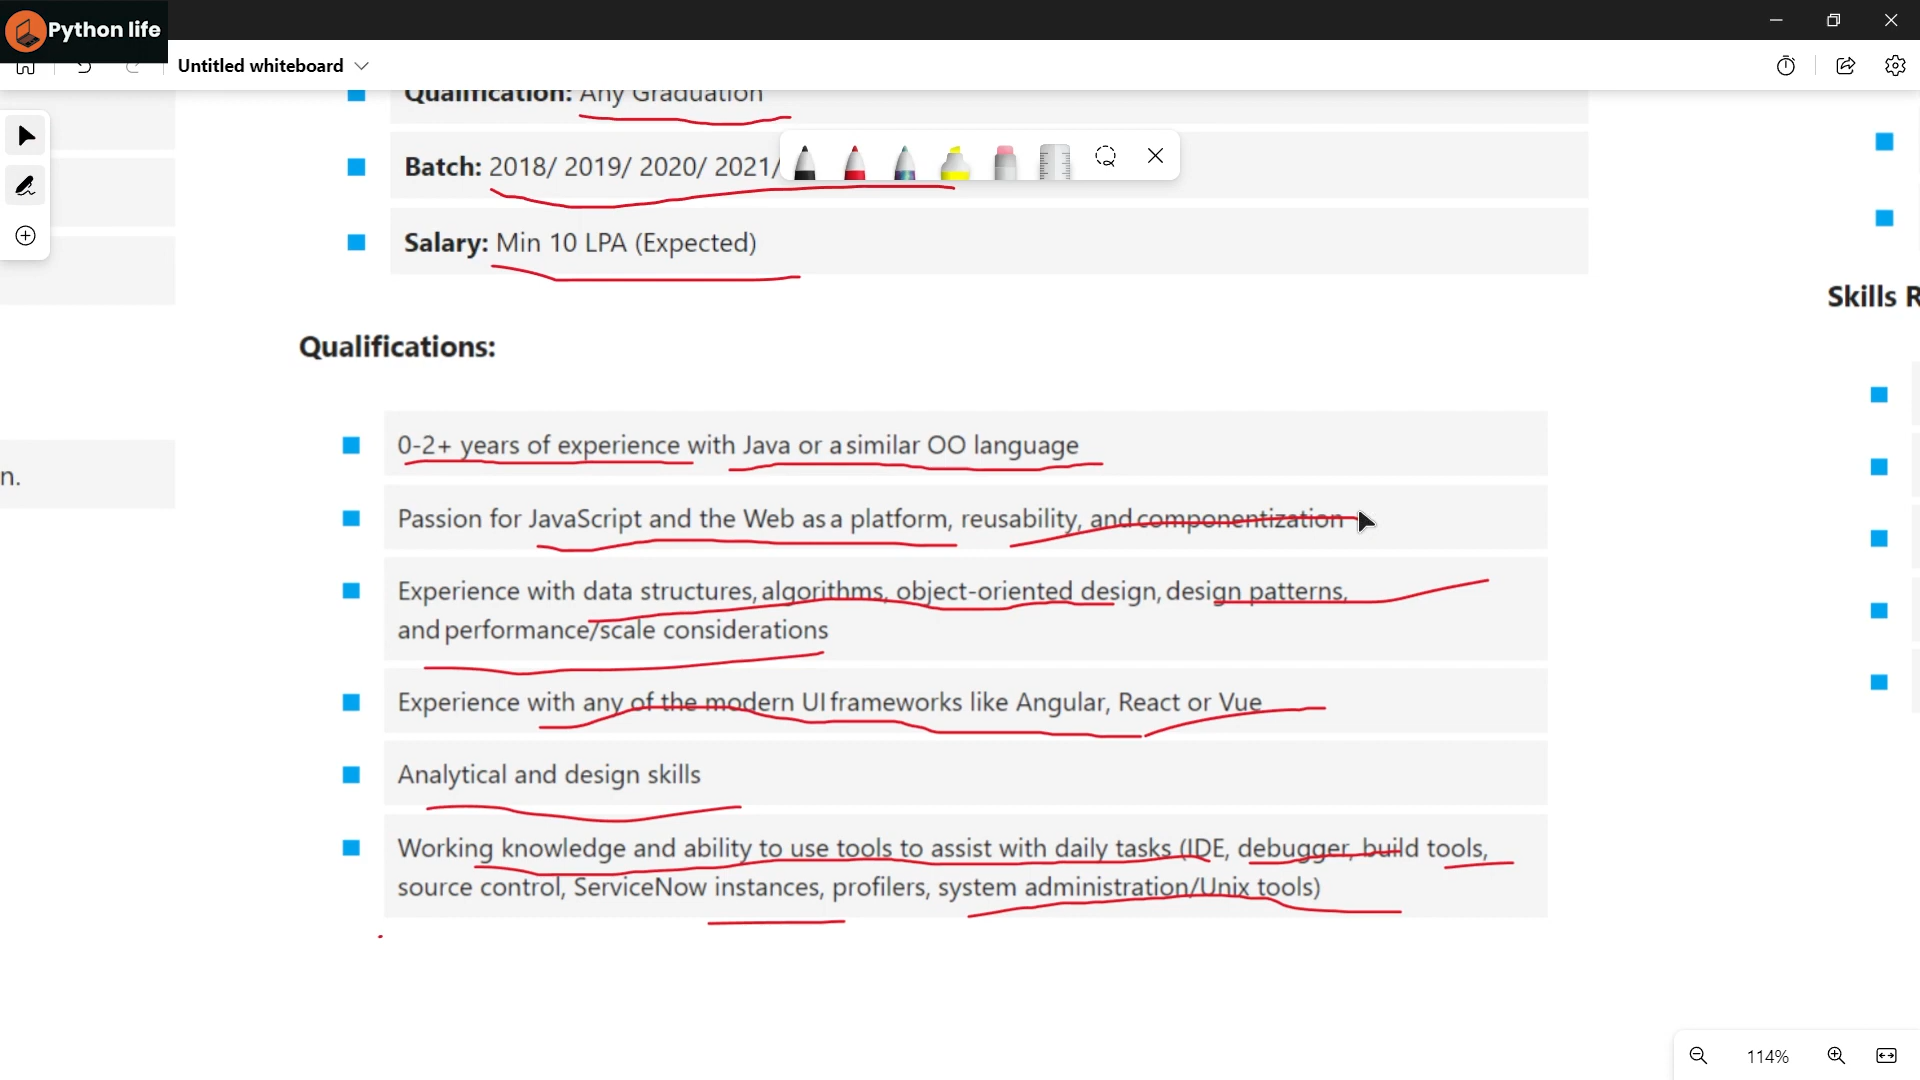 Python life
Untitled whiteboard
Qualification: Any Graduation
Batch: 2018/ 2019/ 2020/ 2021/
Salary: Min 10 LPA (Expected)
Skills R
Qualifications:
0-2+ years of experience with Java or a similar OO language
n.
Passion for JavaScript and the Web as a platform, reusability, and componentization
Experience with data structures, algorithms, object-oriented design, design patterns,
and performance/scale considerations
Experience with any of the modern UI frameworks like Angular, React or Vue
Analytical and design skills
Working knowledge and ability to use tools to assist with daily tasks (IDE, debugger, build tools,
source control, ServiceNow instances, profilers, system administration/Unix tools)
114%